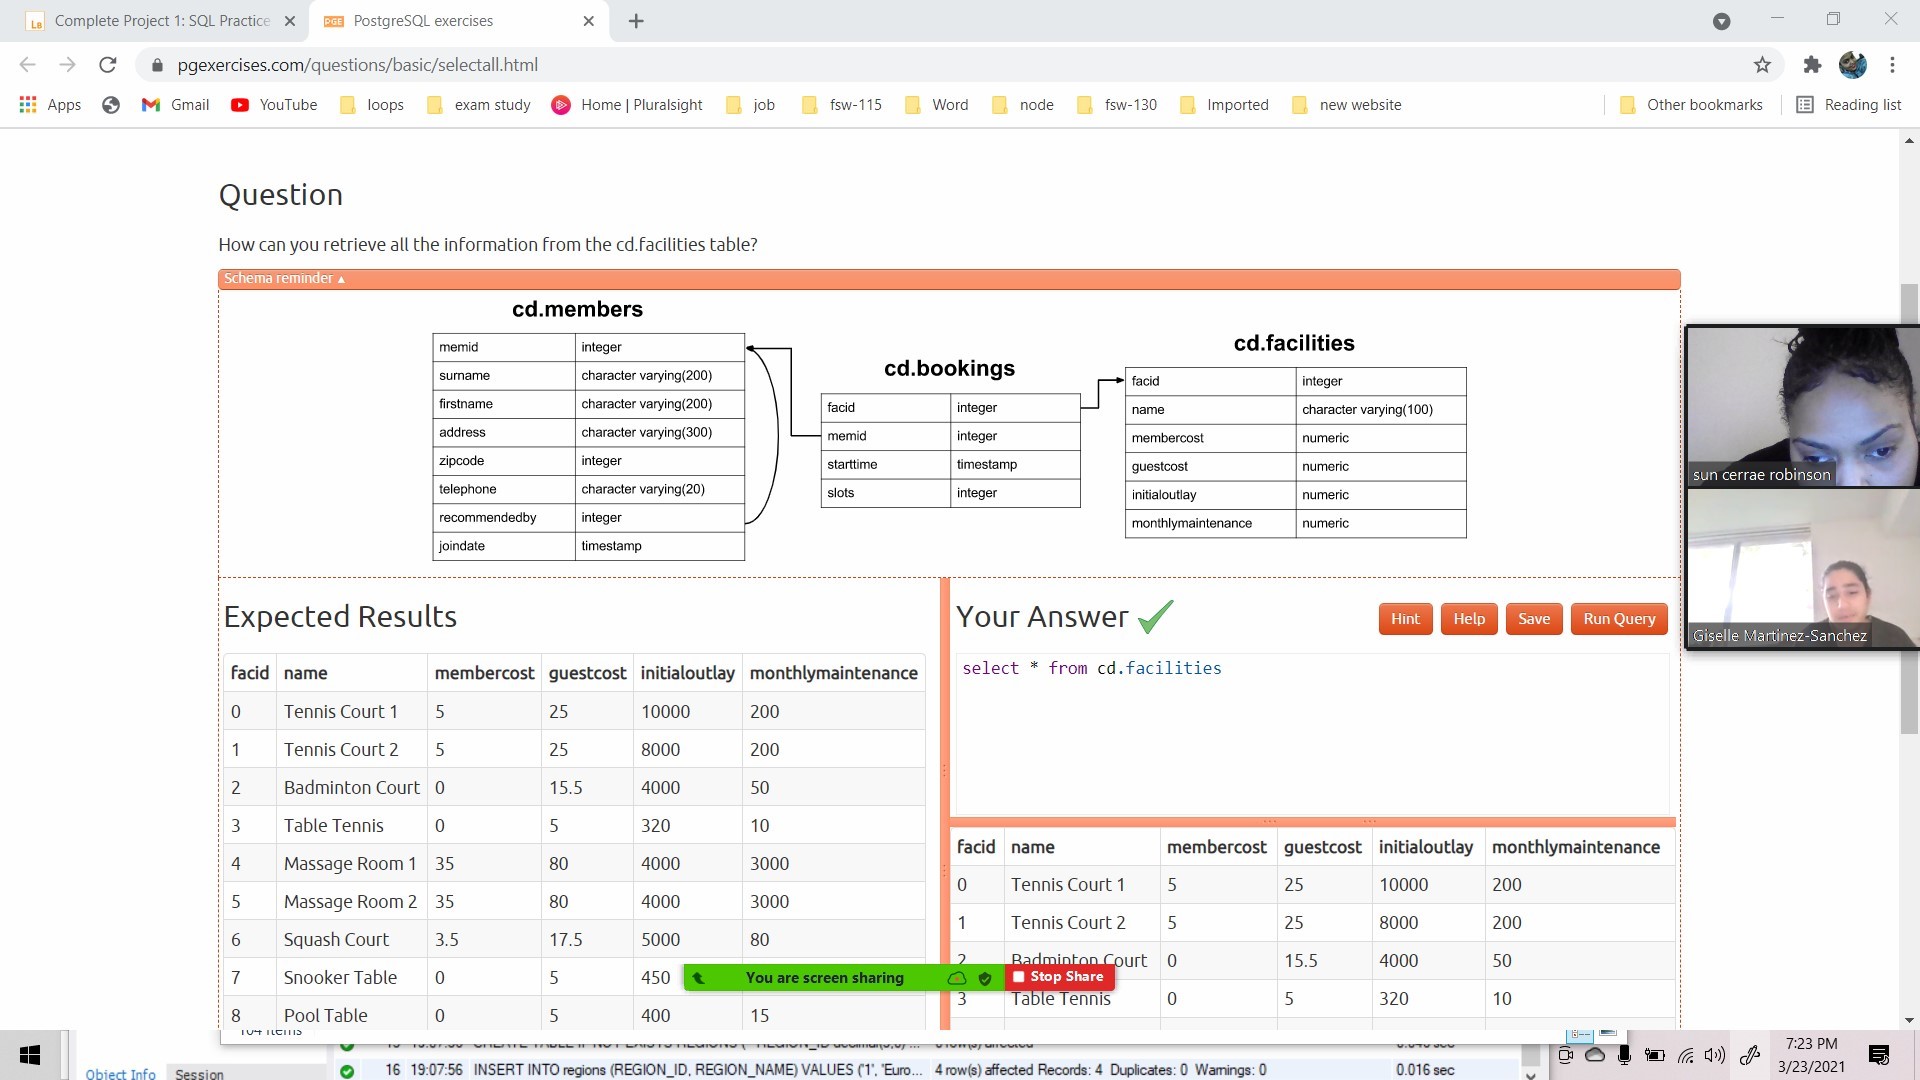 Complete Project 1: SQL Practice
PGE PostgreSQL exercises
pgexercises.com/questions/basic/selectall.html
Apps Gmail YouTube loops exam study Home | Pluralsight job fsw-115 Word node fsw-130 Imported new website Other bookmarks Reading list
Question
How can you retrieve all the information from the cd.facilities table?
Schema reminder ▲
cd.members
memid integer
surname character varying(200)
firstname character varying(200)
address character varying(300)
zipcode integer
telephone character varying(20)
recommendedby integer
joindate timestamp
cd.bookings
facid integer
memid integer
starttime timestamp
slots integer
cd.facilities
facid integer
name character varying(100)
membercost numeric
guestcost numeric
initialoutlay numeric
monthlymaintenance numeric
sun cerrae robinson
Giselle Martinez-Sanchez
Expected Results
facid name membercost guestcost initialoutlay monthlymaintenance
0 Tennis Court 1 5 25 10000 200
1 Tennis Court 2 5 25 8000 200
2 Badminton Court 0 15.5 4000 50
3 Table Tennis 0 5 320 10
4 Massage Room 1 35 80 4000 3000
5 Massage Room 2 35 80 4000 3000
6 Squash Court 3.5 17.5 5000 80
7 Snooker Table 0 5 450
8 Pool Table 0 5 400 15
Your Answer
Hint Help Save Run Query
select * from cd.facilities
facid name membercost guestcost initialoutlay monthlymaintenance
0 Tennis Court 1 5 25 10000 200
1 Tennis Court 2 5 25 8000 200
2 Badminton Court 0 15.5 4000 50
3 Table Tennis 0 5 320 10
You are screen sharing Stop Share
Object Info Session
16 19:07:56 INSERT INTO regions (REGION_ID, REGION_NAME) VALUES ('1', 'Euro... 4 row(s) affected Records: 4 Duplicates: 0 Warnings: 0 0.016 sec
7:23 PM
3/23/2021